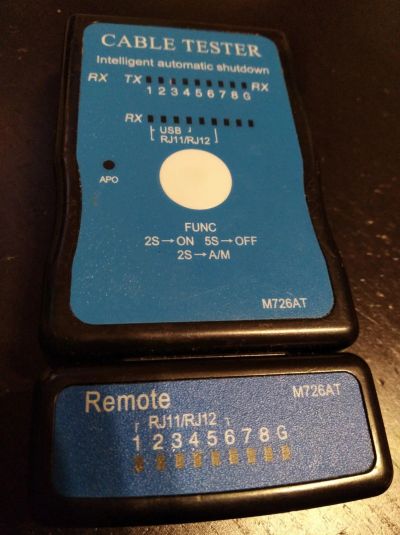 CABLE TESTER
Intelligent automatic shutdown
RX TX RX
1 2 3 4 5 6 7 8 G
RX
USB
RJ11/RJ12
APO
FUNC
2S→ON 5S→OFF
2S→A/M
M726AT
Remote M726AT
RJ11/RJ12
1 2 3 4 5 6 7 8 G